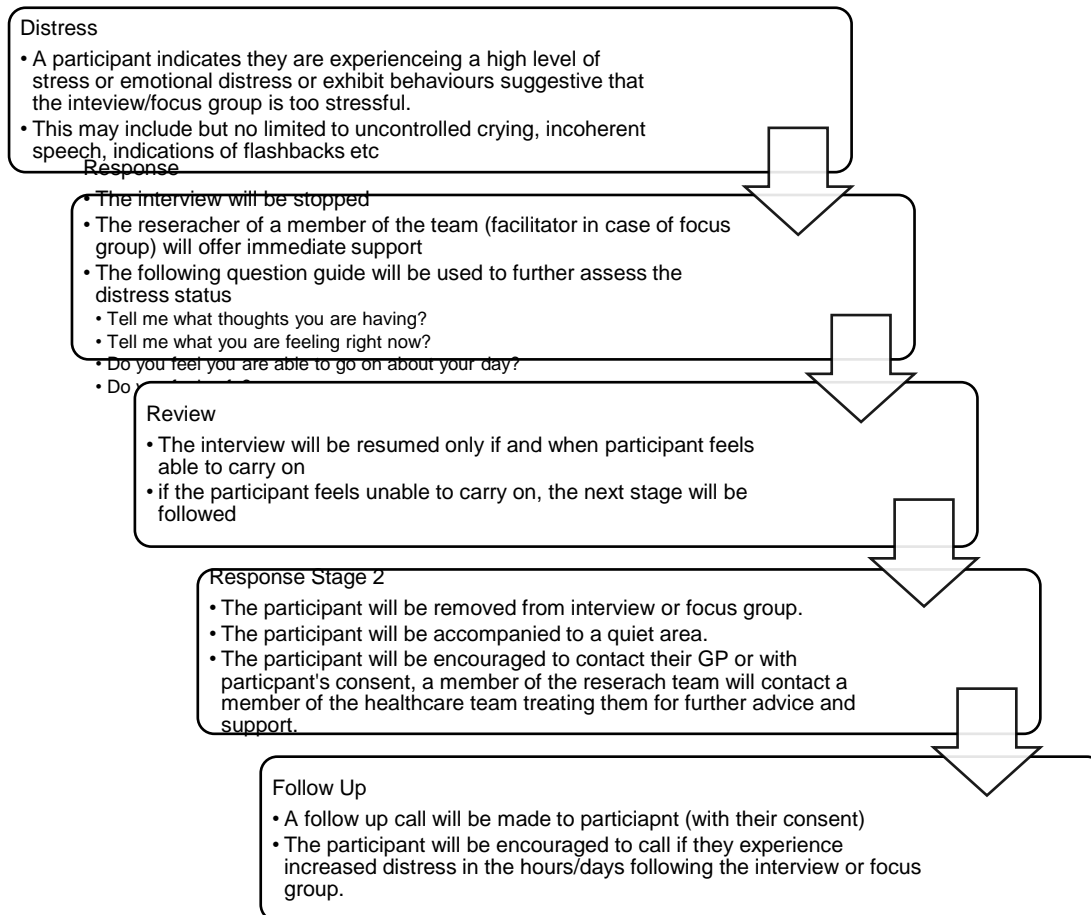 Distress
• A participant indicates they are experienceing a high level of
stress or emotional distress or exhibit behaviours suggestive that
the inteview/focus group is too stressful.
• This may include but no limited to uncontrolled crying, incoherent
speech, indications of flashbacks etc
Response
• The interview will be stopped
• The reseracher of a member of the team (facilitator in case of focus
group) will offer immediate support
• The following question guide will be used to further assess the
distress status
• Tell me what thoughts you are having?
• Tell me what you are feeling right now?
• Do you feel you are able to go on about your day?
• Do
Review
• The interview will be resumed only if and when participant feels
able to carry on
• if the participant feels unable to carry on, the next stage will be
followed
Response Stage 2
• The participant will be removed from interview or focus group.
• The participant will be accompanied to a quiet area.
• The participant will be encouraged to contact their GP or with
particpant's consent, a member of the reserach team will contact a
member of the healthcare team treating them for further advice and
support.
Follow Up
• A follow up call will be made to particiapnt (with their consent)
• The participant will be encouraged to call if they experience
increased distress in the hours/days following the interview or focus
group.